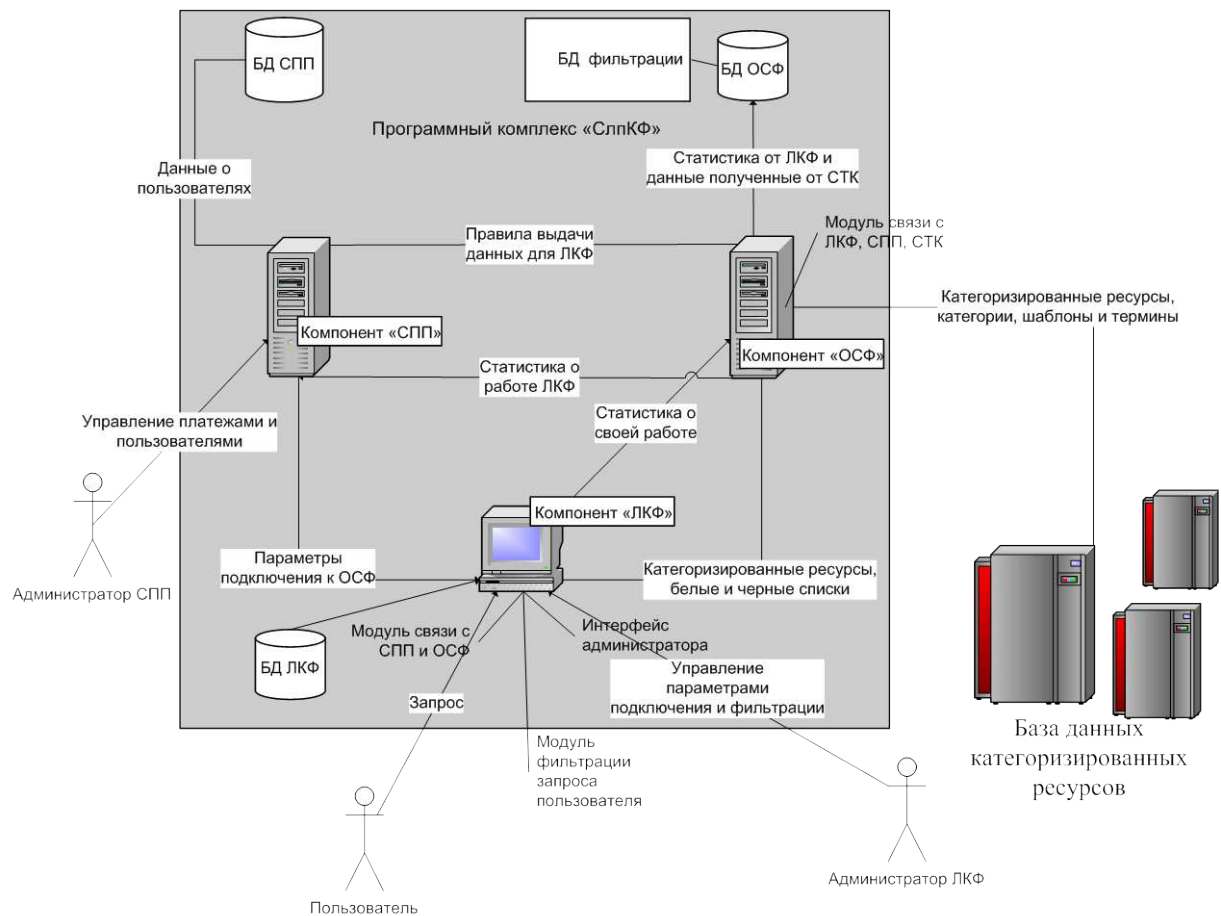 БД СПП
БД фильтрации
БД ОСФ
Программный комплекс «СлпКФ»
Данные о
пользователях
Статистика от ЛКФ и
данные полученные от СТК
Правила выдачи
данных для ЛКФ
Модуль связи с
ЛКФ, СПП, СТК
Категоризированные ресурсы,
категории, шаблоны и термины
Компонент «СПП»
Компонент «ОСФ»
Статистика о
работе ЛКФ
Управление платежами и
пользователями
Статистика о
своей работе
Компонент «ЛКФ»
Параметры
подключения к ОСФ
Категоризированные ресурсы,
белые и черные списки
Администратор СПП
Модуль связи с
СПП и ОСФ
Интерфейс
администратора
БД ЛКФ
Управление
параметрами
подключения и фильтрации
Запрос
База данных
категоризированных
ресурсов
Модуль
фильтрации
запроса
пользователя
Администратор ЛКФ
Пользователь